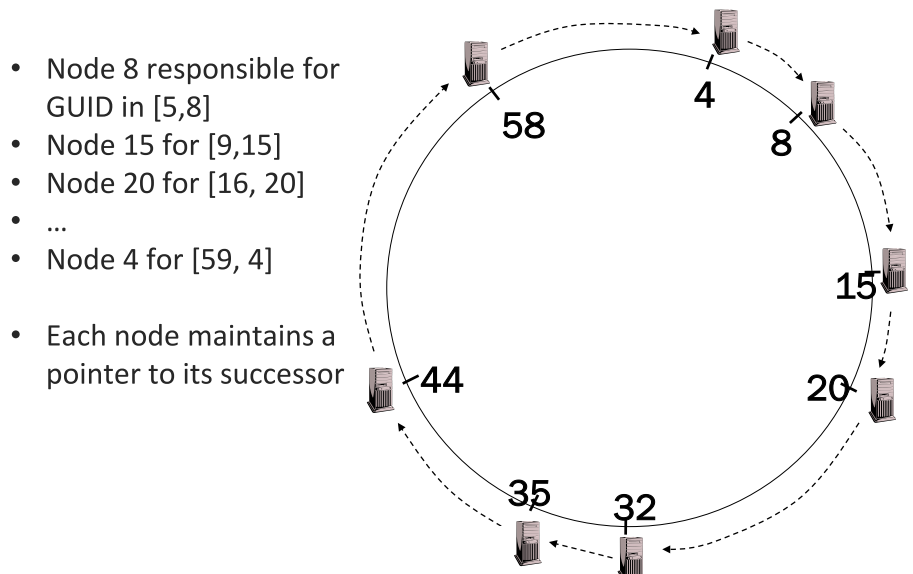 • Node 8 responsible for
GUID in [5,8]
• Node 15 for [9,15]
• Node 20 for [16, 20]
• …
• Node 4 for [59, 4]
• Each node maintains a
pointer to its successor
4
58
8
15
20
44
35
32